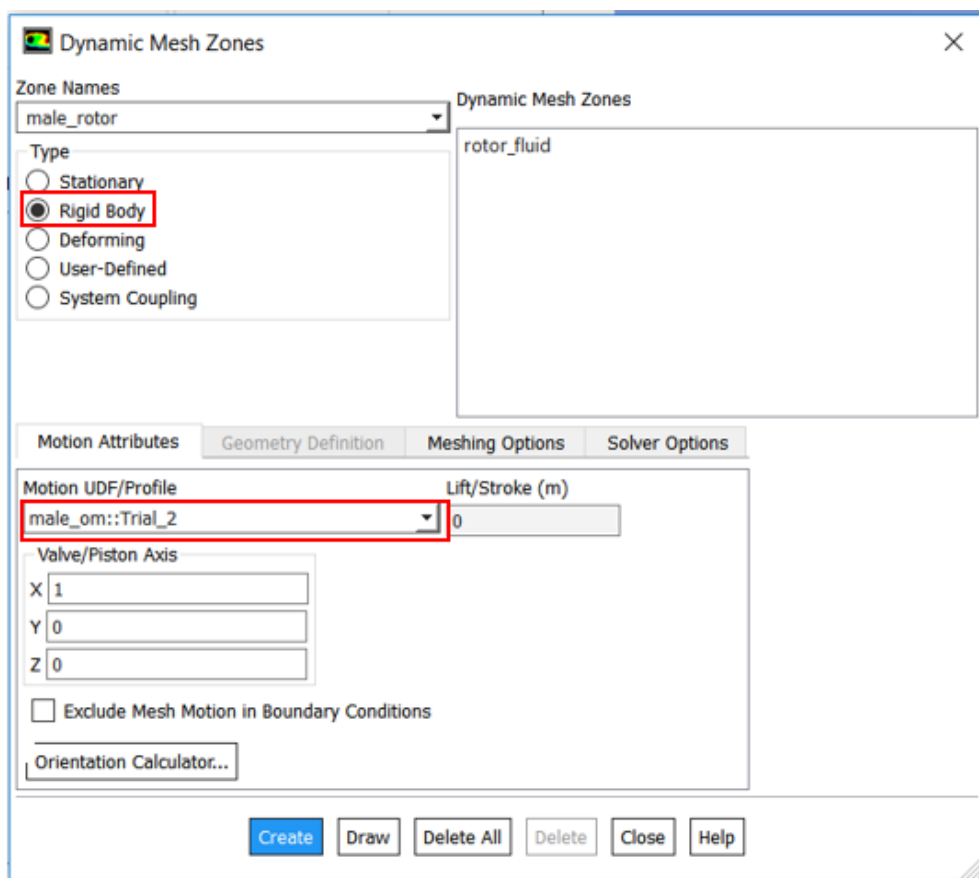 Dynamic Mesh Zones
Zone Names
male_rotor
Type
Stationary
Rigid Body
Deforming
User-Defined
System Coupling
Dynamic Mesh Zones
rotor_fluid
Motion Attributes Geometry Definition Meshing Options Solver Options
Motion UDF/Profile Lift/Stroke (m)
male_om::Trial_2 0
Valve/Piston Axis
X 1
Y 0
Z 0
Exclude Mesh Motion in Boundary Conditions
Orientation Calculator...
Create Draw Delete All Delete Close Help